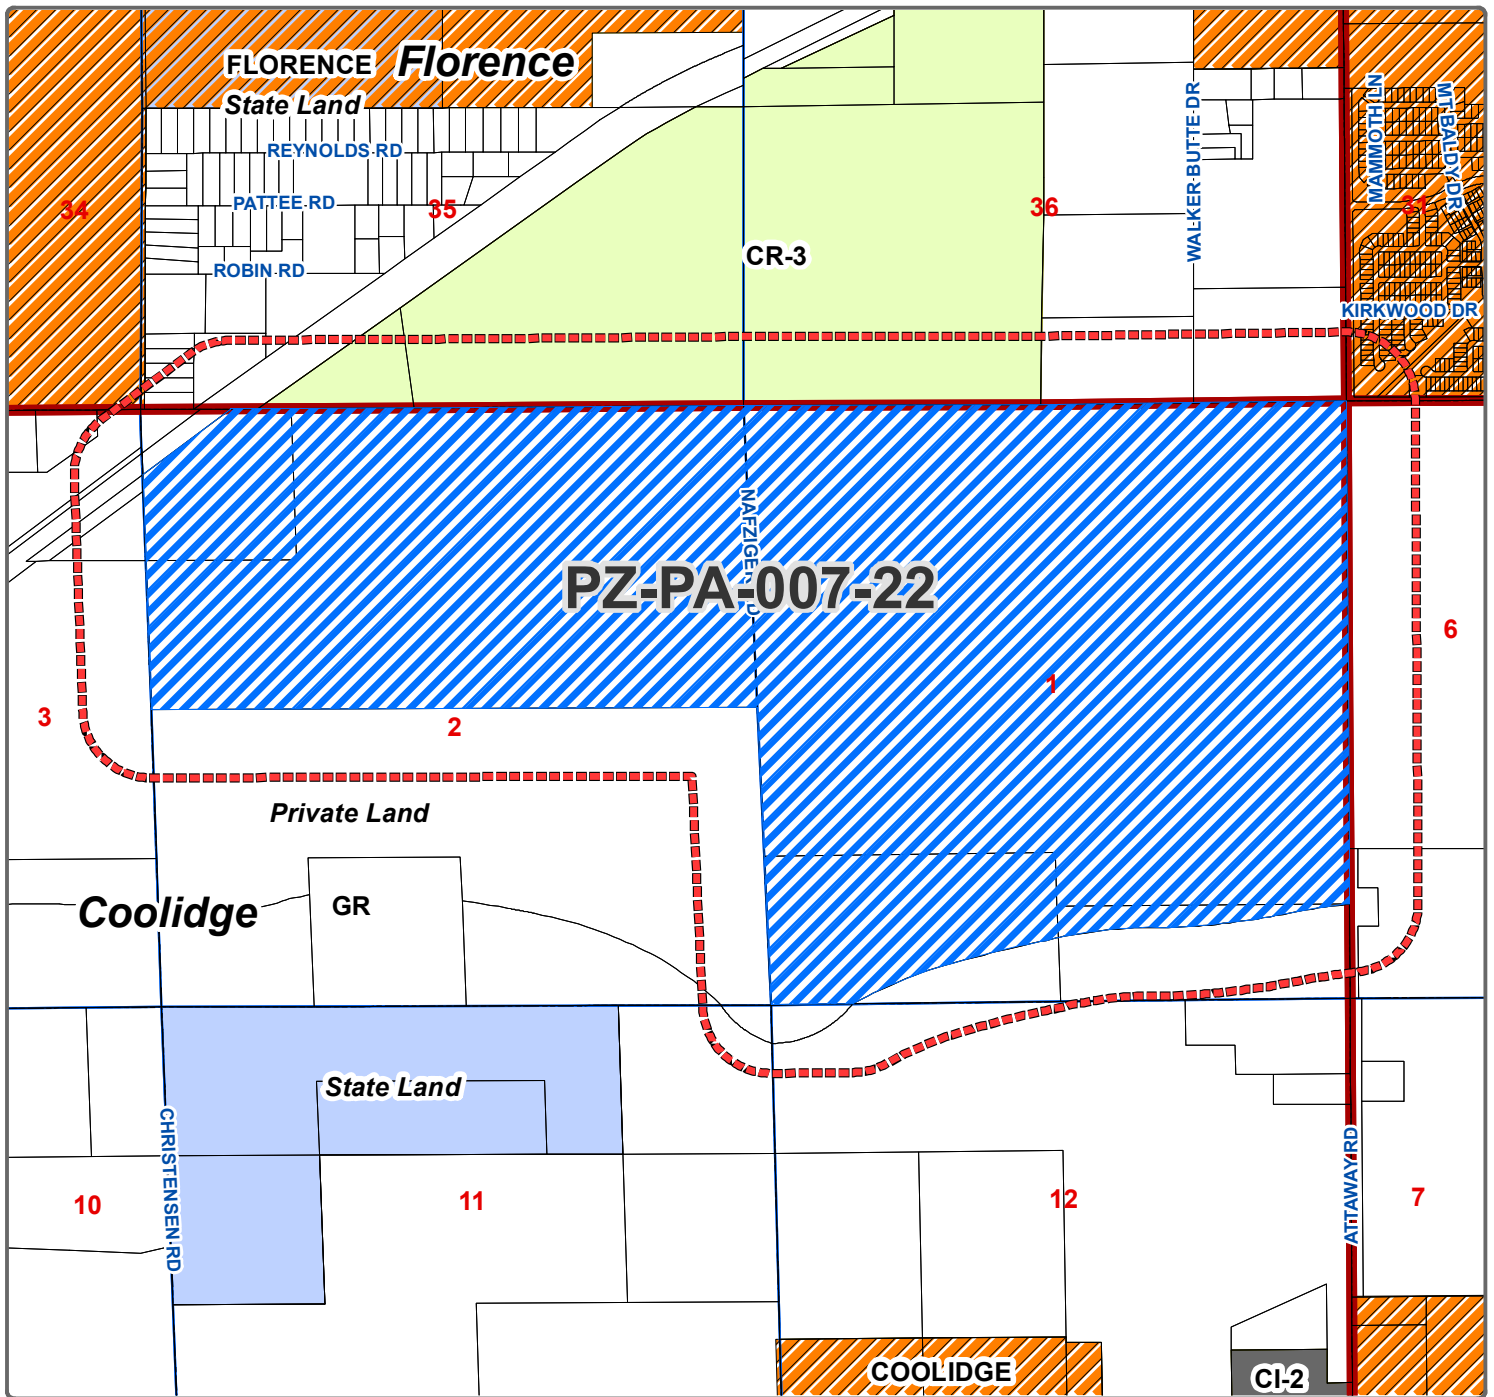 FLORENCE
Florence
State Land
REYNOLDS RD
PATTEE RD
ROBIN RD
34
35
36
31
CR-3
WALKER BUTTE DR
MAMMOTH LN
MT BALDY DR
KIRKWOOD DR
NAFZIGER RD
PZ-PA-007-22
6
1
3
2
Private Land
Coolidge
GR
State Land
CHRISTENSEN RD
10
11
12
7
ATTAWAY RD
COOLIDGE
CI-2